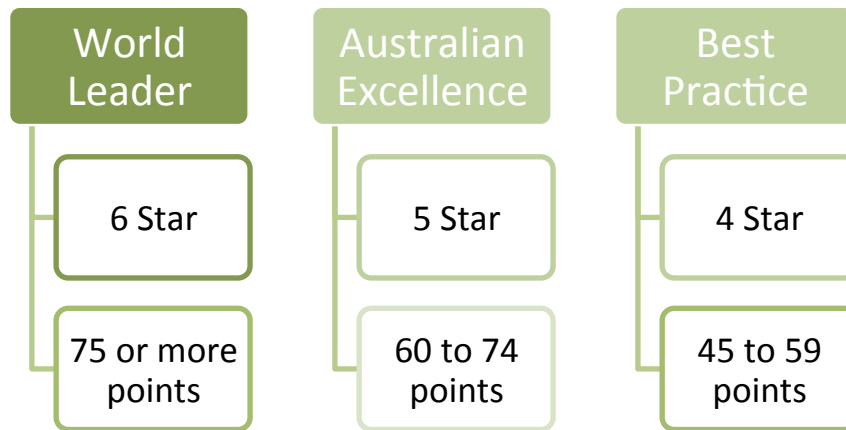 World
Leader
6 Star
75 or more
points
Australian
Excellence
5 Star
60 to 74
points
Best
Practice
4 Star
45 to 59
points